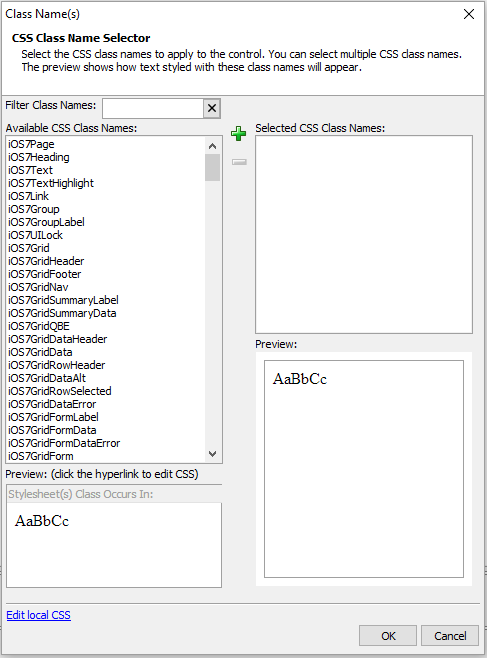 Class Name(s)
CSS Class Name Selector
Select the CSS class names to apply to the control. You can select multiple CSS class names.
The preview shows how text styled with these class names will appear.
Filter Class Names:
Available CSS Class Names:
Selected CSS Class Names:
iOS7Page
iOS7Heading
iOS7Text
iOS7TextHighlight
iOS7Link
iOS7Group
iOS7GroupLabel
iOS7UILock
iOS7Grid
iOS7GridHeader
iOS7GridFooter
iOS7GridNav
iOS7GridSummaryLabel
iOS7GridSummaryData
iOS7GridQBE
iOS7GridDataHeader
iOS7GridData
iOS7GridRowHeader
iOS7GridDataAlt
iOS7GridRowSelected
iOS7GridDataError
iOS7GridFormLabel
iOS7GridFormData
iOS7GridFormDataError
iOS7GridForm
Preview:
AaBbCc
Preview: (click the hyperlink to edit CSS)
Stylesheet(s) Class Occurs In:
AaBbCc
Edit local CSS
OK
Cancel